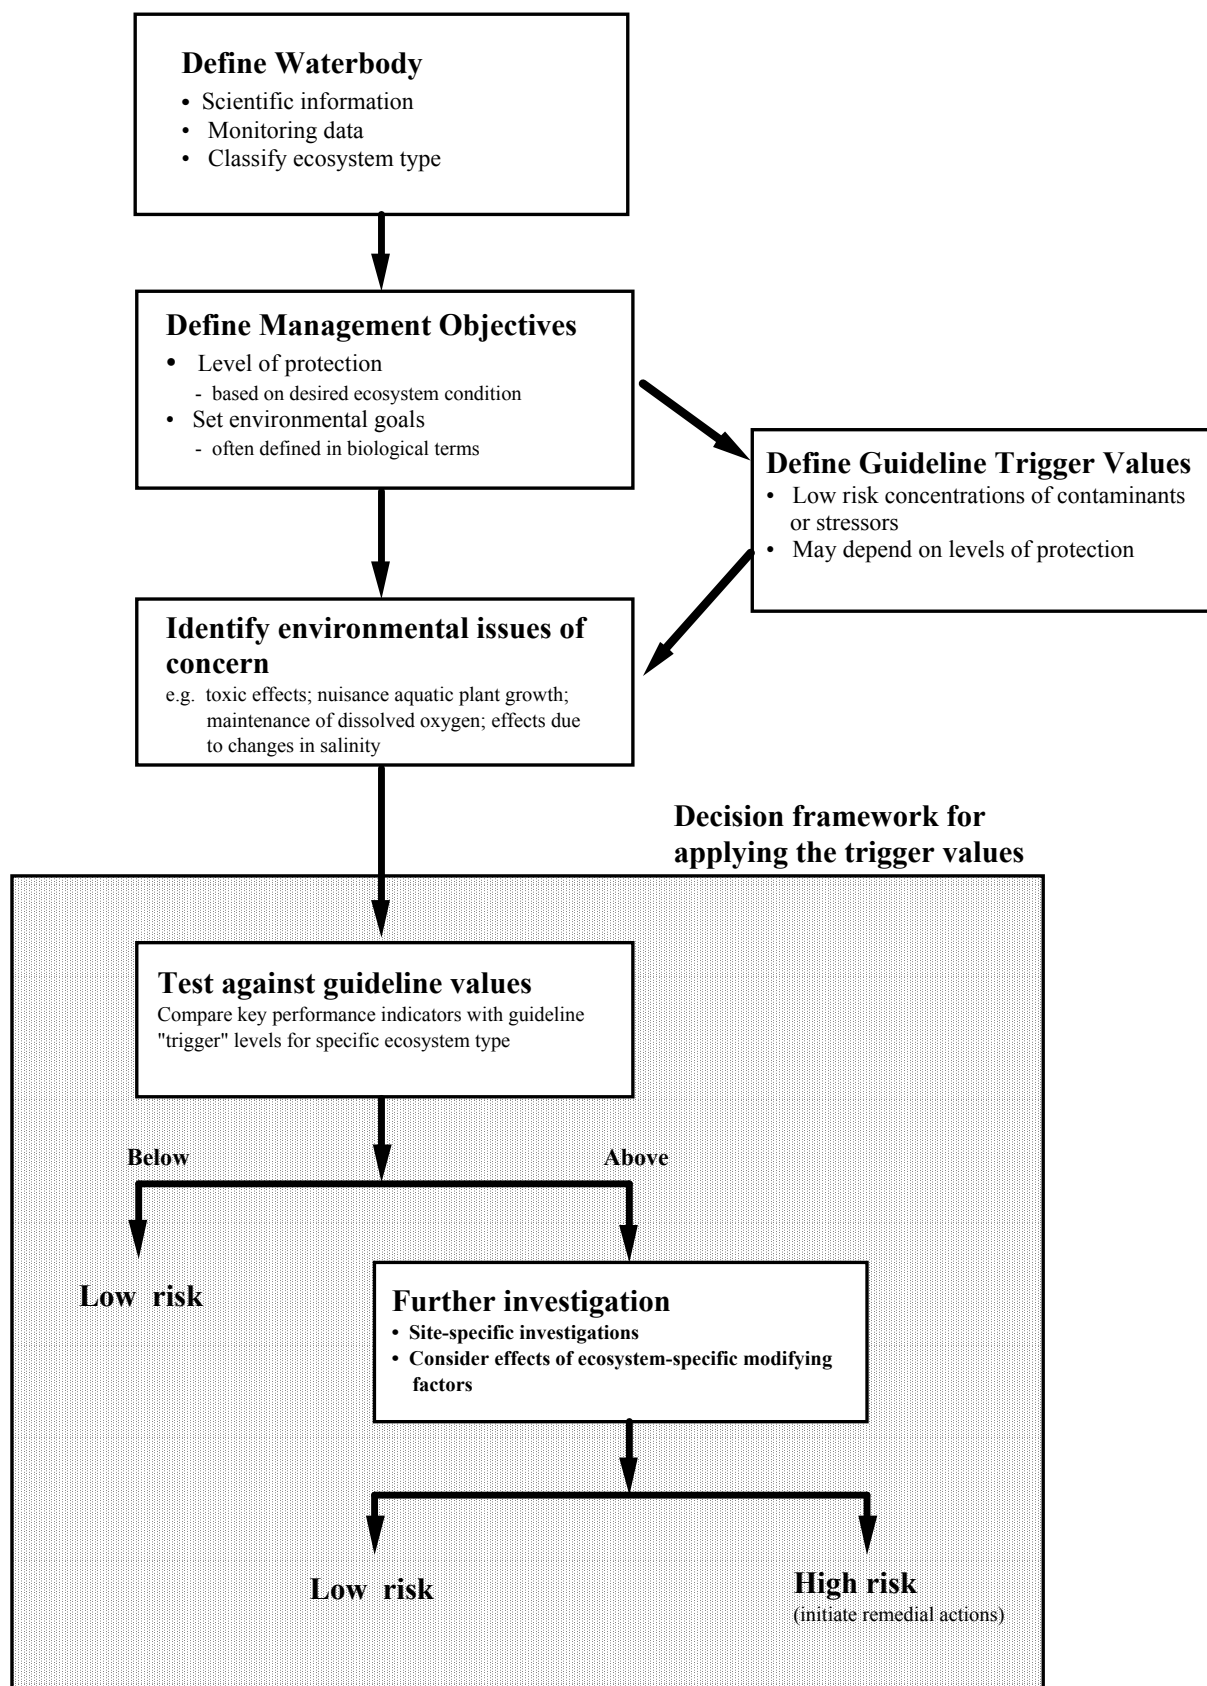 Define Waterbody
• Scientific information
• Monitoring data
• Classify ecosystem type
Define Management Objectives
• Level of protection
- based on desired ecosystem condition
• Set environmental goals
- often defined in biological terms
Define Guideline Trigger Values
• Low risk concentrations of contaminants
or stressors
• May depend on levels of protection
Identify environmental issues of
concern
e.g. toxic effects; nuisance aquatic plant growth;
maintenance of dissolved oxygen; effects due
to changes in salinity
Decision framework for
applying the trigger values
Test against guideline values
Compare key performance indicators with guideline
"trigger" levels for specific ecosystem type
Below
Above
Low risk
Further investigation
• Site-specific investigations
• Consider effects of ecosystem-specific modifying
factors
Low risk
High risk
(initiate remedial actions)